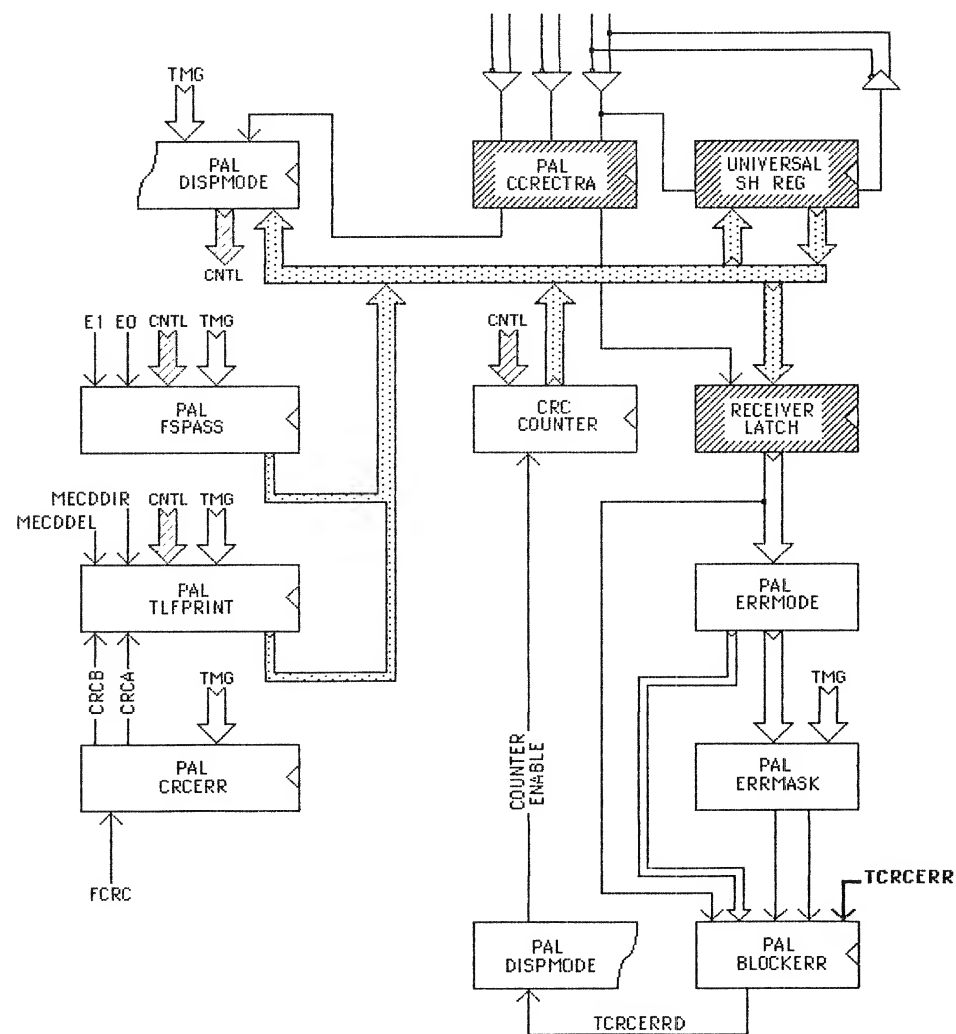 TMG
PAL
DISPMODE
PAL
CCRECTRA
UNIVERSAL
SH REG
CNTL
E1
E0
CNTL
TMG
CNTL
PAL
FSPASS
CRC
COUNTER
RECEIVER
LATCH
MECDDIR
MECDDEL
CNTL
TMG
PAL
TLFPRINT
PAL
ERRMODE
CRCB
CRCA
TMG
TMG
PAL
CRCERR
COUNTER
ENABLE
PAL
ERRMASK
FCRC
TCRCERR
PAL
DISPMODE
PAL
BLOCKERR
TCRCERRD